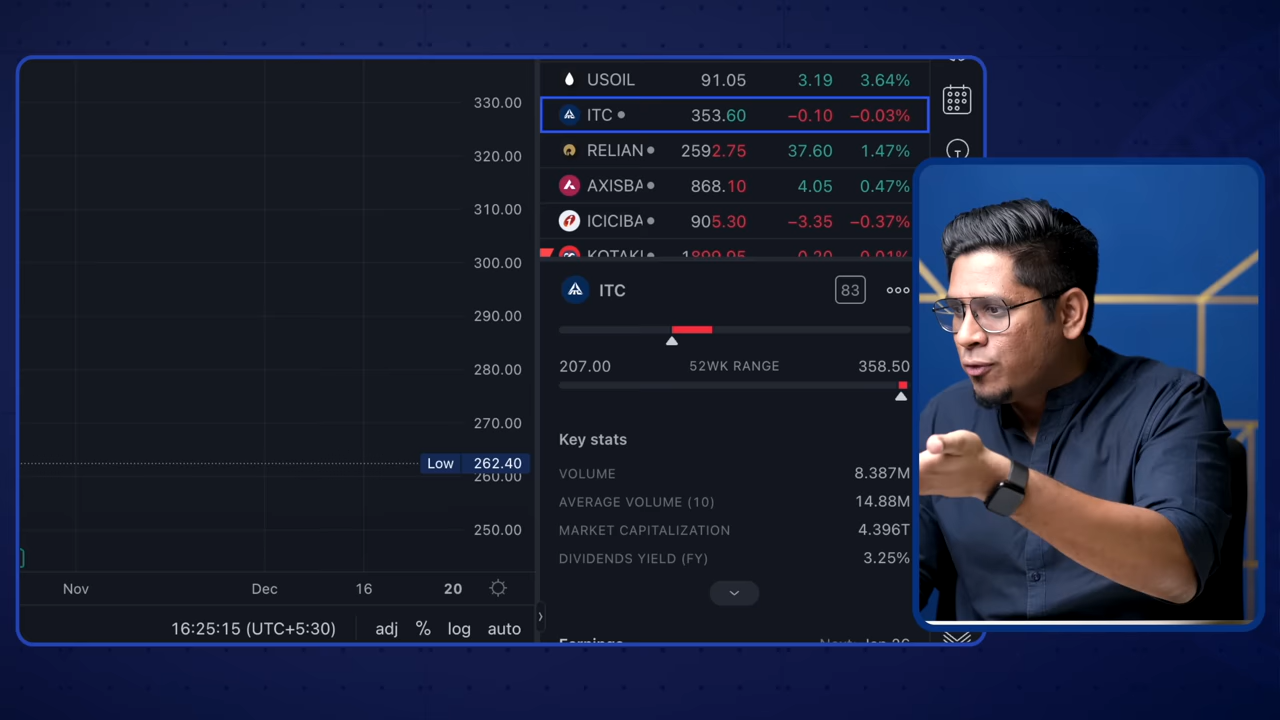 330.00
320.00
310.00
300.00
290.00
280.00
270.00
Low 262.40
260.00
250.00
Nov Dec 16 20
16:25:15 (UTC+5:30) adj % log auto
USOIL 91.05 3.19 3.64%
ITC 353.60 −0.10 −0.03%
RELIAN 2592.75 37.60 1.47%
AXISBA 868.10 4.05 0.47%
ICICIBA 905.30 −3.35 −0.37%
ITC 83
207.00 52WK RANGE 358.50
Key stats
VOLUME 8.387M
AVERAGE VOLUME (10) 14.88M
MARKET CAPITALIZATION 4.396T
DIVIDENDS YIELD (FY) 3.25%